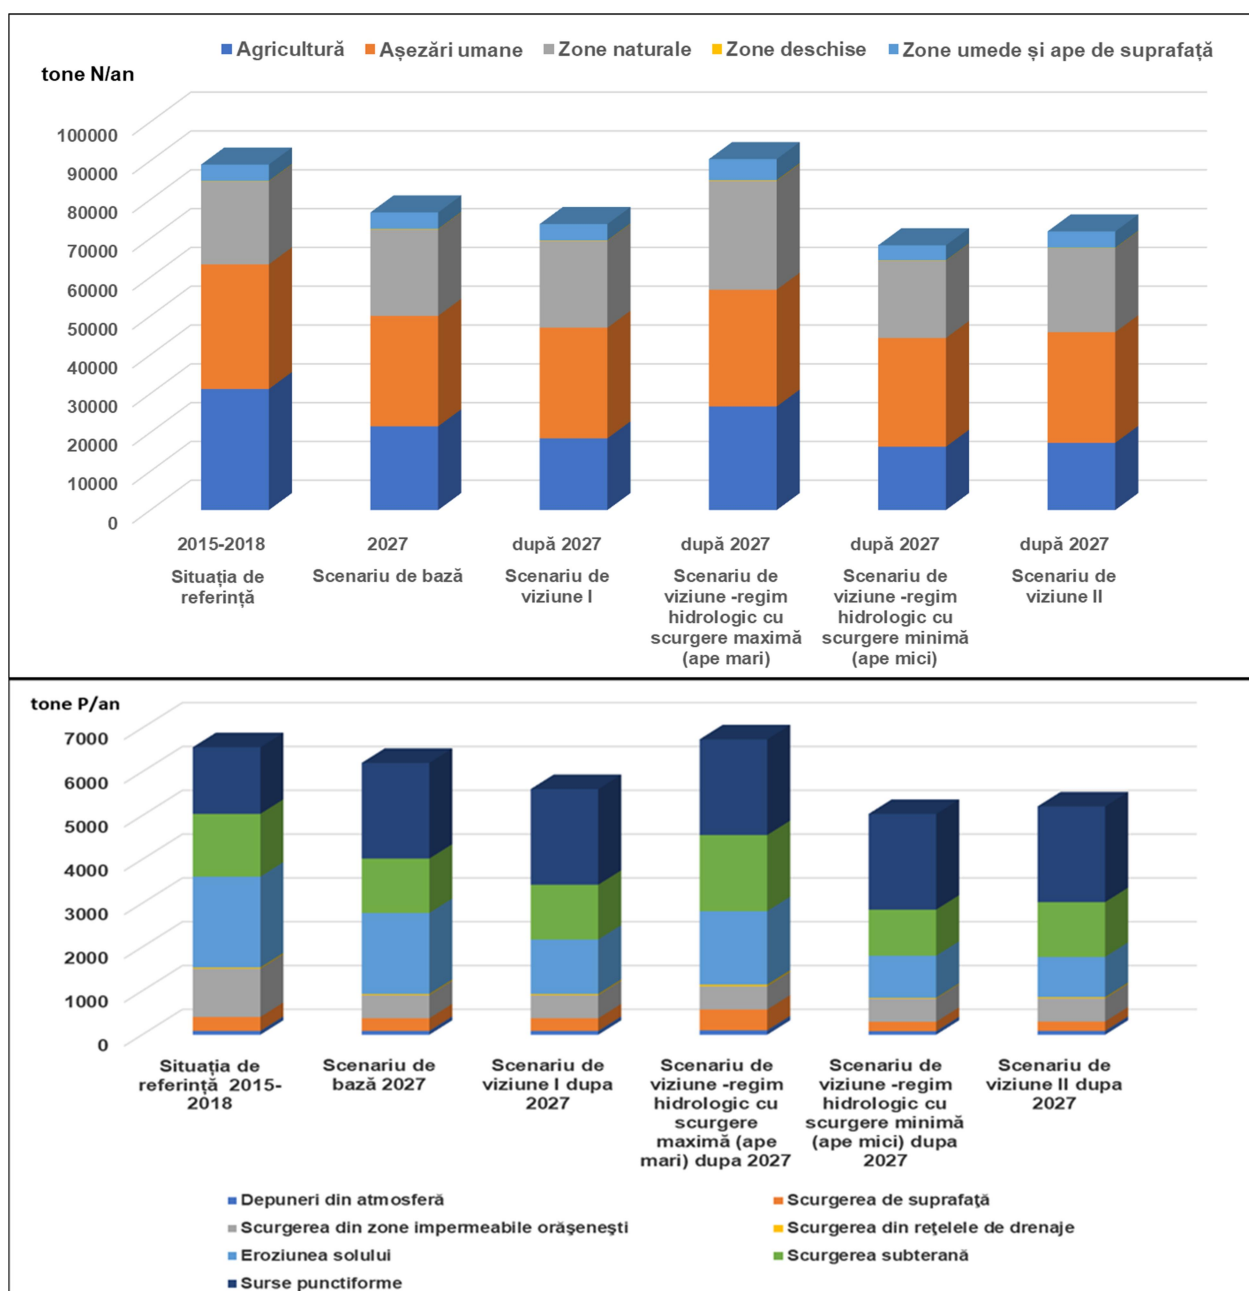 Agricultură Așezări umane Zone naturale Zone deschise Zone umede și ape de suprafață
tone N/an
100000
90000
80000
70000
60000
50000
40000
30000
20000
10000
0
2015-2018 2027 după 2027 după 2027 după 2027 după 2027
Situația de
referință
Scenariu de bază
Scenariu de
viziune I
Scenariu de
viziune -regim
hidrologic cu
scurgere maximă
(ape mari)
Scenariu de
viziune -regim
hidrologic cu
scurgere minimă
(ape mici)
Scenariu de
viziune II
tone P/an
7000
6000
5000
4000
3000
2000
1000
0
Situația de
referință 2015-
2018
Scenariu de
bază 2027
Scenariu de
viziune I dupa
2027
Scenariu de
viziune -regim
hidrologic cu
scurgere
maximă (ape
mari) dupa 2027
Scenariu de
viziune -regim
hidrologic cu
scurgere minimă
(ape mici) dupa
2027
Scenariu de
viziune II dupa
2027
Depuneri din atmosferă
Scurgerea de suprafaţă
Scurgerea din zone impermeabile orăşeneşti
Scurgerea din reţelele de drenaje
Eroziunea solului
Scurgerea subterană
Surse punctiforme